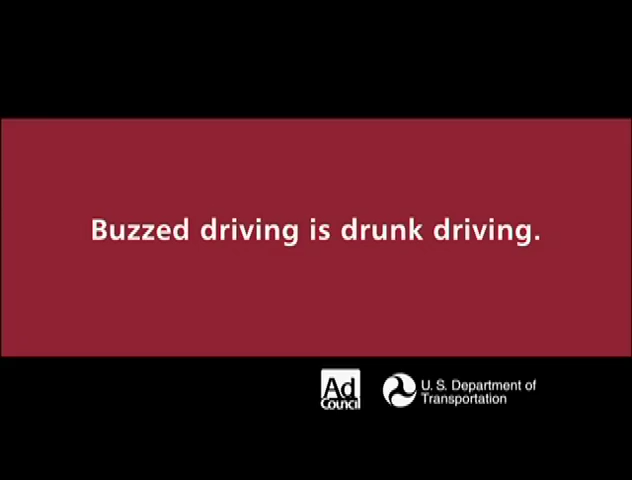 Buzzed driving is drunk driving.
Ad
Council
U. S. Department of
Transportation